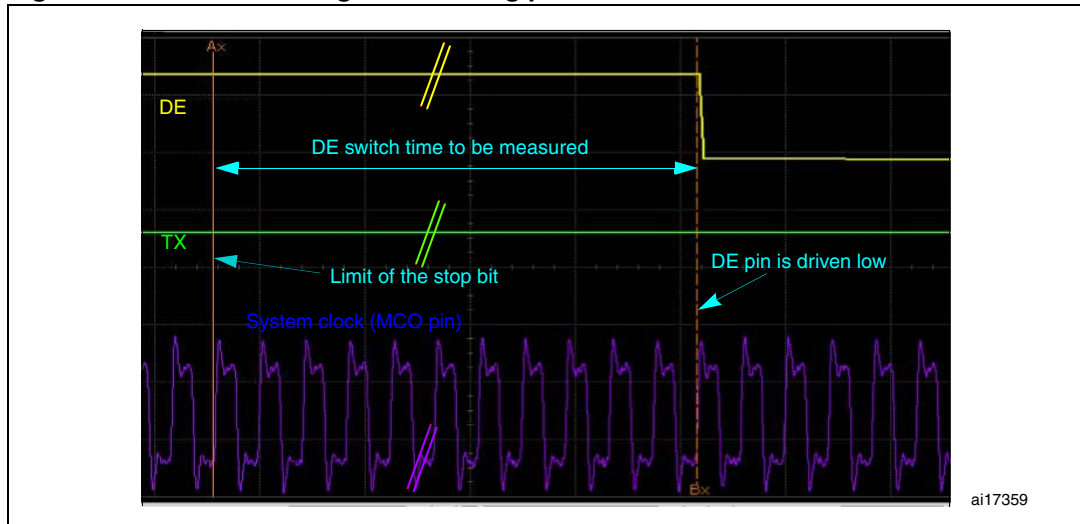 Ax
DE
DE switch time to be measured
TX
Limit of the stop bit
DE pin is driven low
System clock (MCO pin)
Bx
ai17359